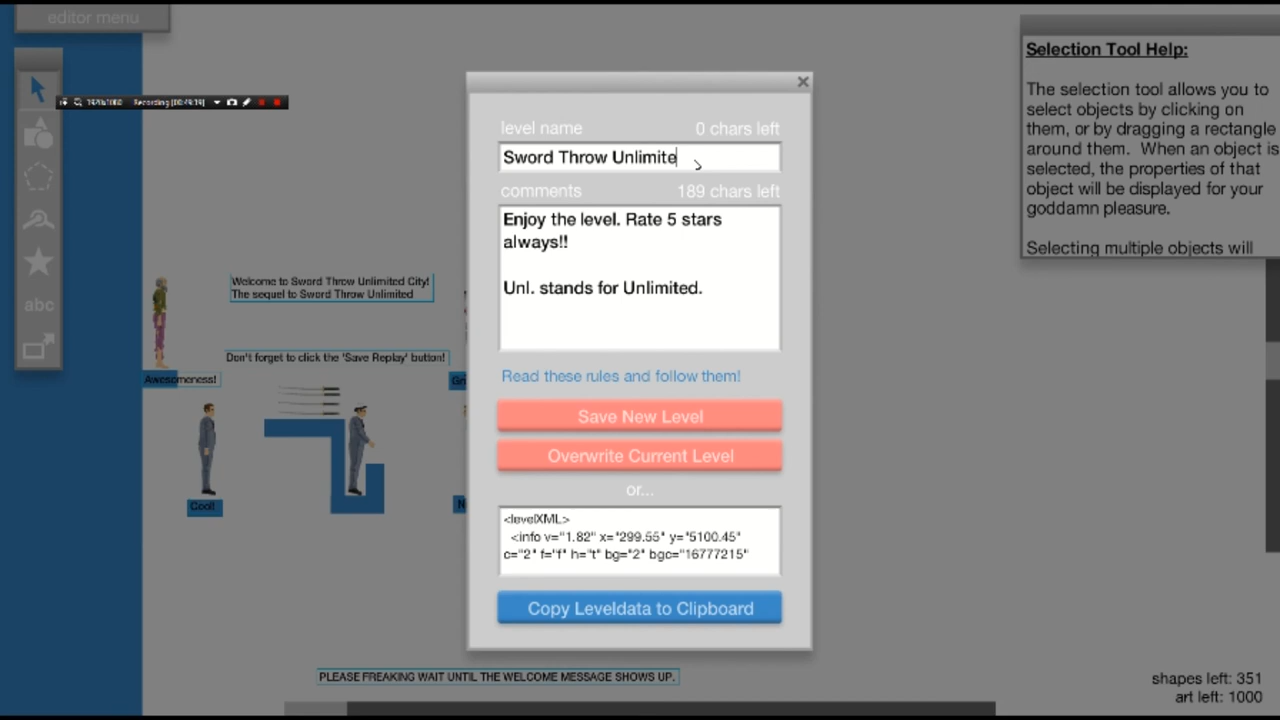 editor menu
1920x1080 Recording [00:49:19]
abc
Welcome to Sword Throw Unlimited City!
The sequel to Sword Throw Unlimited
Don't forget to click the 'Save Replay' button!
Awesomeness!
Cool!
level name 0 chars left
Sword Throw Unlimite
comments 189 chars left
Enjoy the level. Rate 5 stars
always!!
Unl. stands for Unlimited.
Read these rules and follow them!
Save New Level
Overwrite Current Level
or...
<levelXML>
<info v="1.82" x="299.55" y="5100.45"
c="2" f="f" h="t" bg="2" bgc="16777215"
Copy Leveldata to Clipboard
PLEASE FREAKING WAIT UNTIL THE WELCOME MESSAGE SHOWS UP.
Selection Tool Help:
The selection tool allows you to
select objects by clicking on
them, or by dragging a rectangle
around them. When an object is
selected, the properties of that
object will be displayed for your
goddamn pleasure.
Selecting multiple objects will
shapes left: 351
art left: 1000